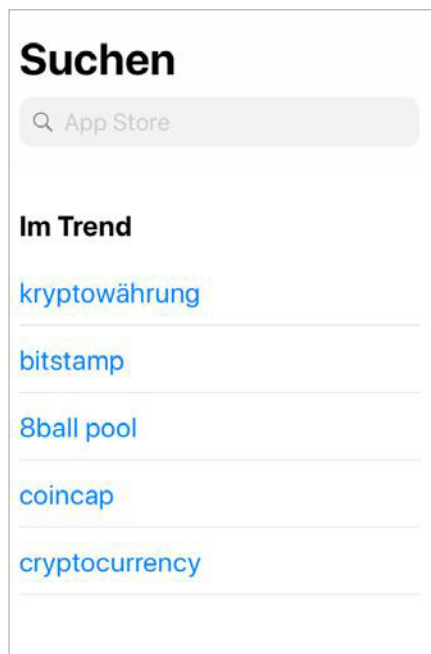 Suchen
App Store
Im Trend
kryptowährung
bitstamp
8ball pool
coincap
cryptocurrency